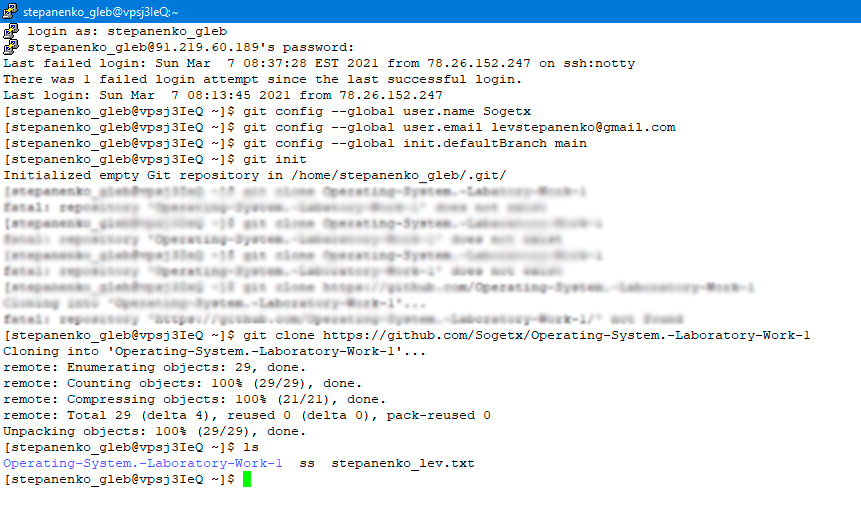 stepanenko_gleb@vpsj3IeQ:~
login as: stepanenko_gleb
stepanenko_gleb@91.219.60.189's password:
Last failed login: Sun Mar  7 08:37:28 EST 2021 from 78.26.152.247 on ssh:notty
There was 1 failed login attempt since the last successful login.
Last login: Sun Mar  7 08:13:45 2021 from 78.26.152.247
[stepanenko_gleb@vpsj3IeQ ~]$ git config --global user.name Sogetx
[stepanenko_gleb@vpsj3IeQ ~]$ git config --global user.email levstepanenko@gmail.com
[stepanenko_gleb@vpsj3IeQ ~]$ git config --global init.defaultBranch main
[stepanenko_gleb@vpsj3IeQ ~]$ git init
Initialized empty Git repository in /home/stepanenko_gleb/.git/
[stepanenko_gleb@vpsj3IeQ ~]$ git clone Operating-System.-Laboratory-Work-1
fatal: repository 'Operating-System.-Laboratory-Work-1' does not exist
[stepanenko_gleb@vpsj3IeQ ~]$ git clone Operating-System.-Laboratory-Work-1
fatal: repository 'Operating-System.-Laboratory-Work-1' does not exist
[stepanenko_gleb@vpsj3IeQ ~]$ git clone Operating-System.-Laboratory-Work-1
fatal: repository 'Operating-System.-Laboratory-Work-1' does not exist
[stepanenko_gleb@vpsj3IeQ ~]$ git clone https://github.com/Operating-System.-Laboratory-Work-1
Cloning into 'Operating-System.-Laboratory-Work-1'...
fatal: repository 'https://github.com/Operating-System.-Laboratory-Work-1/' not found
[stepanenko_gleb@vpsj3IeQ ~]$ git clone https://github.com/Sogetx/Operating-System.-Laboratory-Work-1
Cloning into 'Operating-System.-Laboratory-Work-1'...
remote: Enumerating objects: 29, done.
remote: Counting objects: 100% (29/29), done.
remote: Compressing objects: 100% (21/21), done.
remote: Total 29 (delta 4), reused 0 (delta 0), pack-reused 0
Unpacking objects: 100% (29/29), done.
[stepanenko_gleb@vpsj3IeQ ~]$ ls
Operating-System.-Laboratory-Work-1  ss  stepanenko_lev.txt
[stepanenko_gleb@vpsj3IeQ ~]$